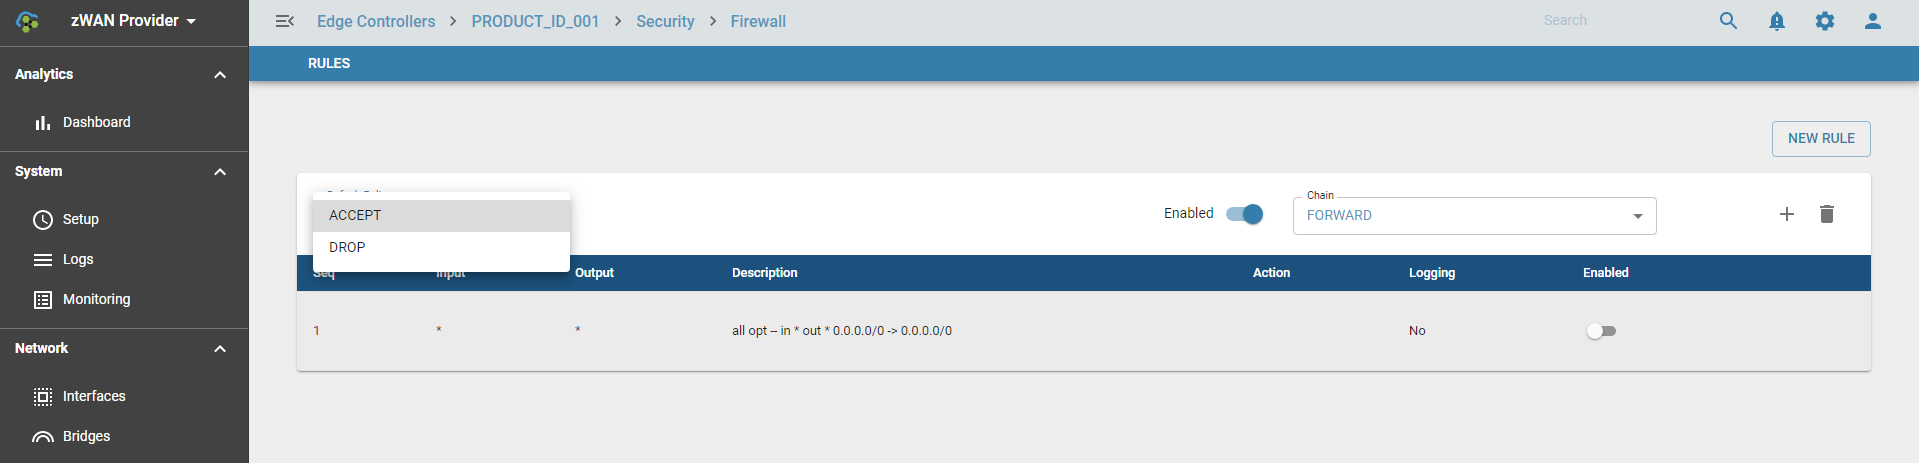 zWAN Provider
Edge Controllers > PRODUCT_ID_001 > Security > Firewall
Search
RULES
Analytics
Dashboard
System
Setup
Logs
Monitoring
Network
Interfaces
Bridges
NEW RULE
ACCEPT
DROP
Enabled
Chain
FORWARD
Seq Input Output Description Action Logging Enabled
1 * * all opt -- in * out * 0.0.0.0/0 -> 0.0.0.0/0 No